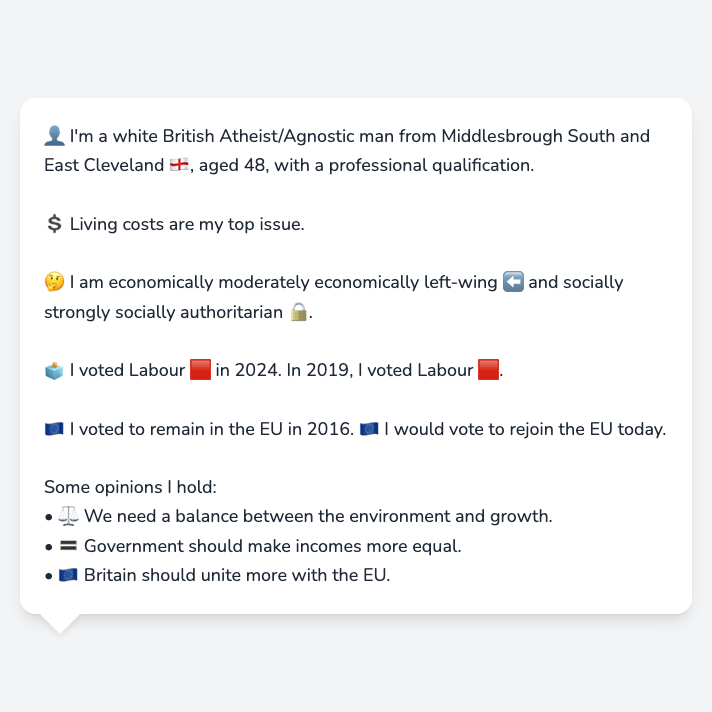 👤 I'm a white British Atheist/Agnostic man from Middlesbrough South and
East Cleveland 🏴󠁧󠁢󠁥󠁮󠁧󠁿, aged 48, with a professional qualification.
💲 Living costs are my top issue.
🤔 I am economically moderately economically left-wing ⬅️ and socially
strongly socially authoritarian 🔒.
🗳️ I voted Labour 🟥 in 2024. In 2019, I voted Labour 🟥.
🇪🇺 I voted to remain in the EU in 2016. 🇪🇺 I would vote to rejoin the EU today.
Some opinions I hold:
• ⚖️ We need a balance between the environment and growth.
• 🟰 Government should make incomes more equal.
• 🇪🇺 Britain should unite more with the EU.